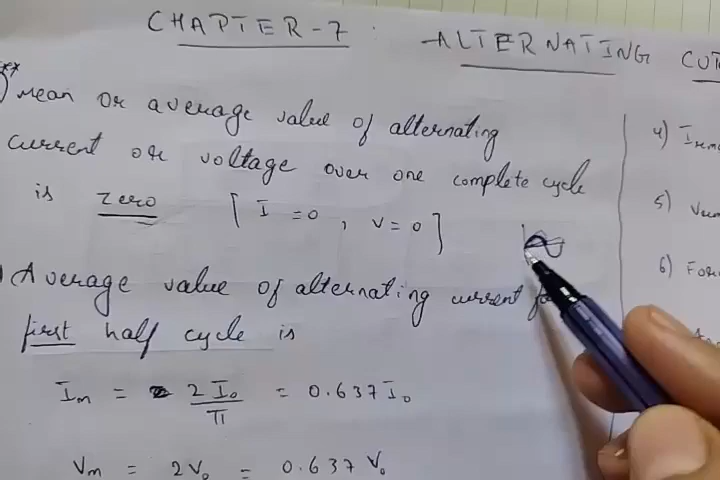 CHAPTER-7 : ALTERNATING
mean or average value of alternating
current or voltage over one complete cycle
is zero [ I = 0 , V = 0 ]
Average value of alternating current
first half cycle is
Im = 2I₀/π = 0.637 I₀
Vm = 2V₀ = 0.637 V₀
4)
5)
6)